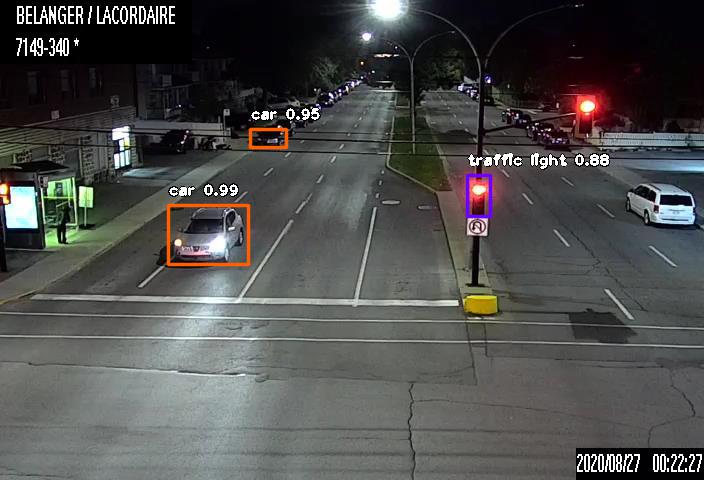 BELANGER / LACORDAIRE
7149-340 *
car 0.95
traffic light 0.88
car 0.99
2020/08/27 00:22:27